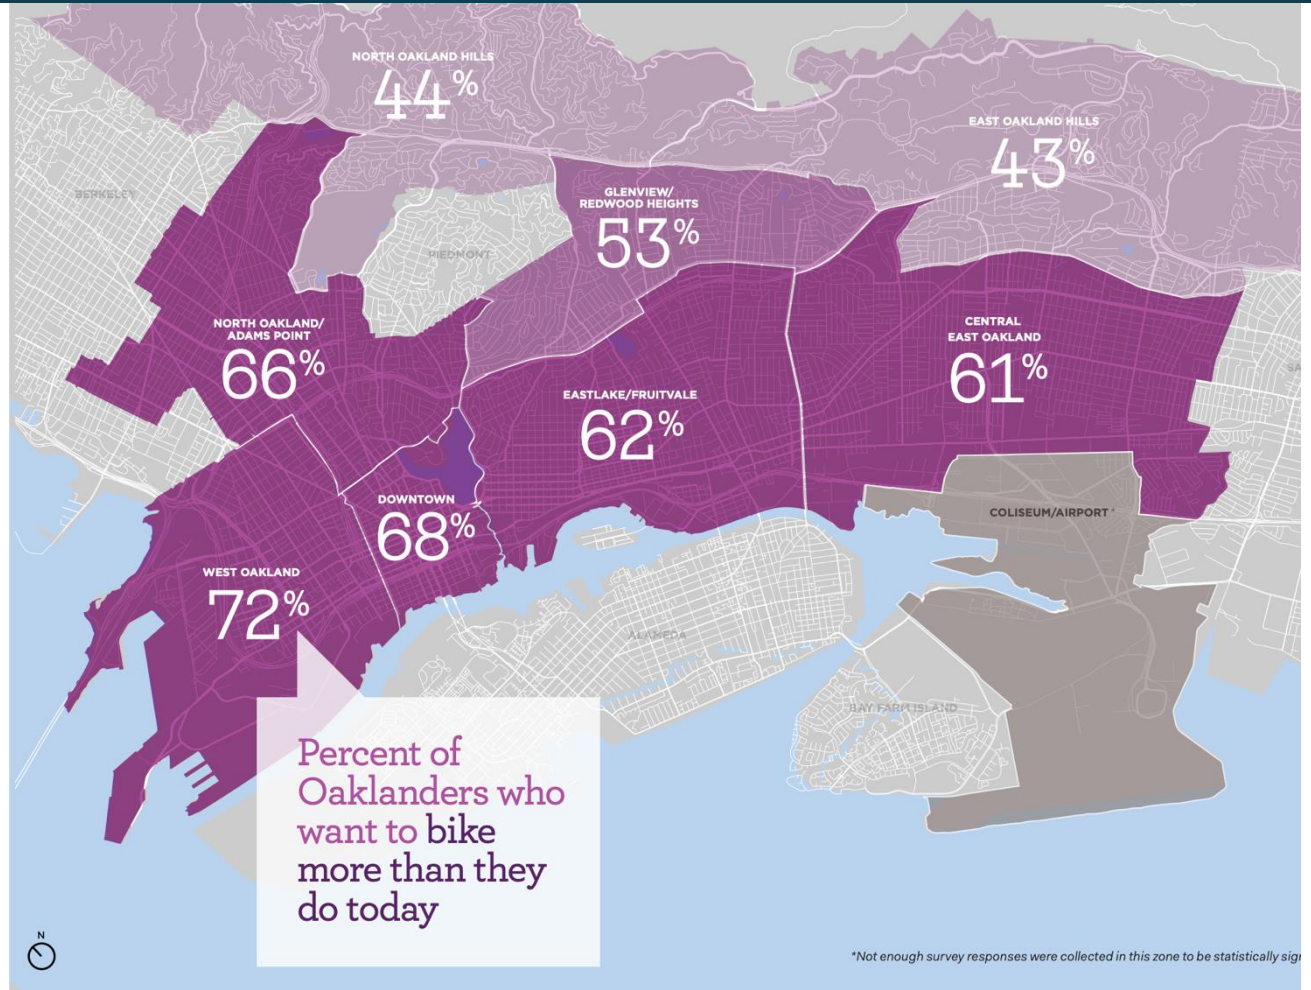 NORTH OAKLAND HILLS
44%
EAST OAKLAND HILLS
43%
BERKELEY
GLENVIEW/
REDWOOD HEIGHTS
53%
PIEDMONT
NORTH OAKLAND/
ADAMS POINT
66%
CENTRAL
EAST OAKLAND
61%
EASTLAKE/FRUITVALE
62%
DOWNTOWN
68%
COLISEUM/AIRPORT*
WEST OAKLAND
72%
ALAMEDA
BAY FARM ISLAND
Percent of
Oaklanders who
want to bike
more than they
do today
N
*Not enough survey responses were collected in this zone to be statistically